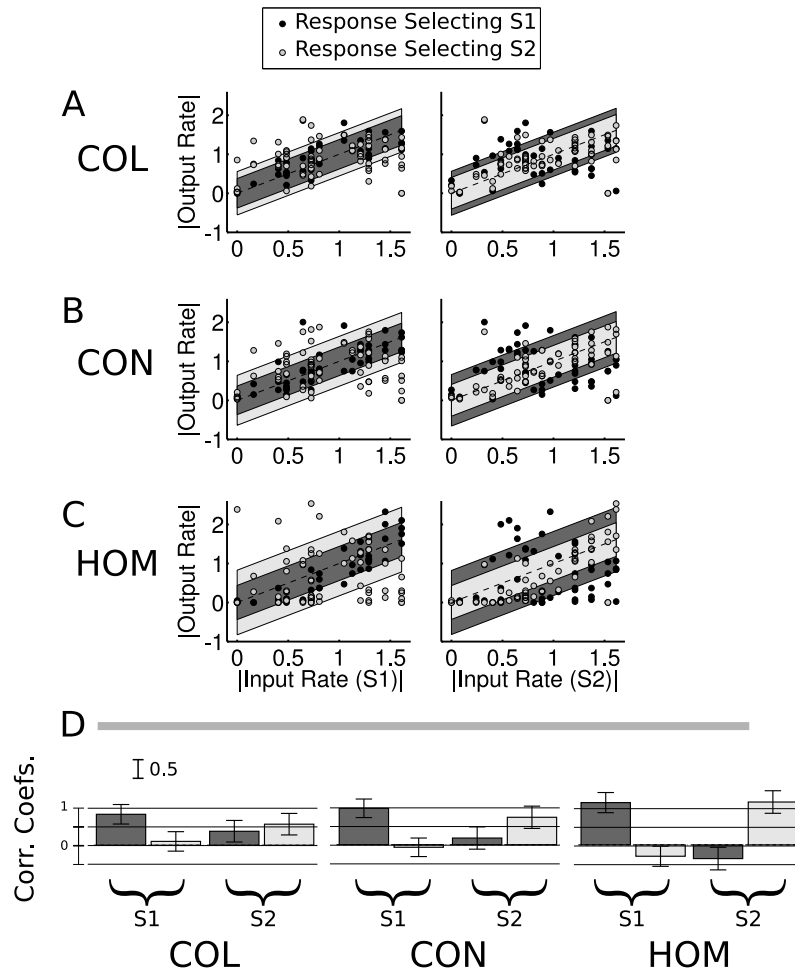 Response Selecting S1
Response Selecting S2
A
COL
|Output Rate|
2
1
0
-1
0
0.5
1
1.5
0
0.5
1
1.5
B
CON
|Output Rate|
2
1
0
-1
0
0.5
1
1.5
0
0.5
1
1.5
C
HOM
|Output Rate|
2
1
0
-1
0
0.5
1
1.5
0
0.5
1
1.5
|Input Rate (S1)|
|Input Rate (S2)|
D
0.5
Corr. Coefs.
1
0
S1
S2
S1
S2
S1
S2
COL
CON
HOM